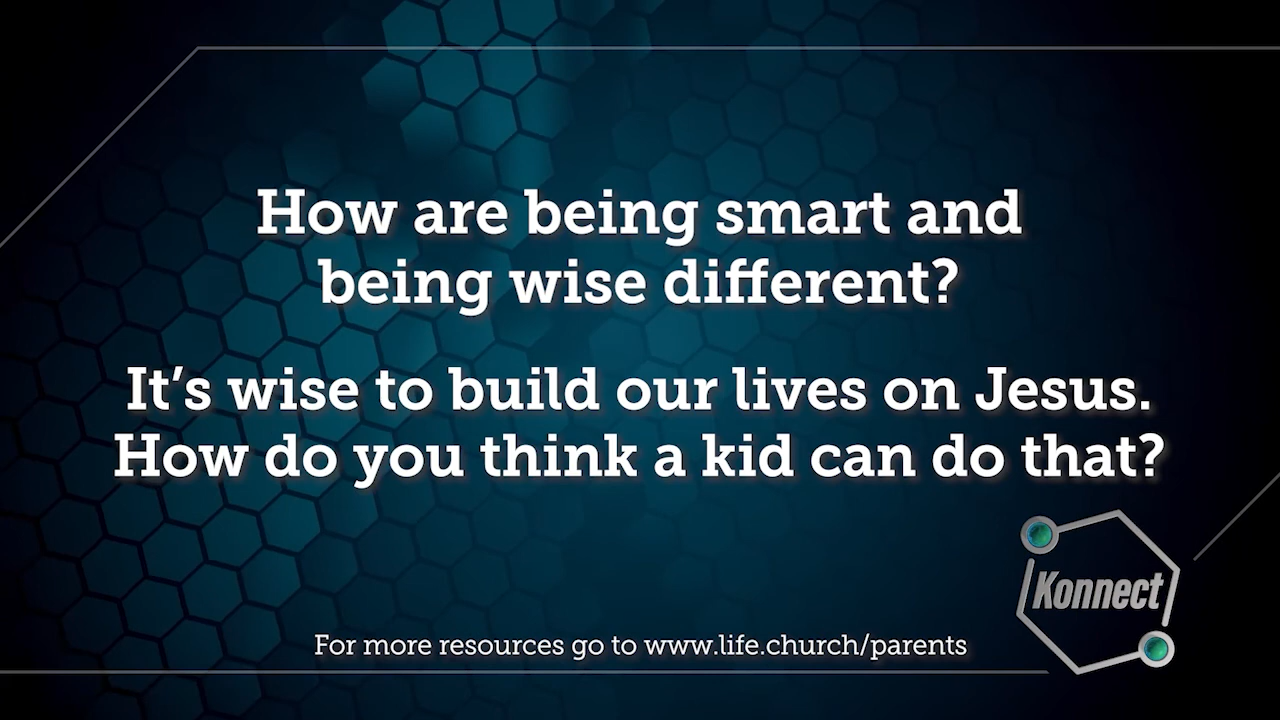 How are being smart and
being wise different?
It’s wise to build our lives on Jesus.
How do you think a kid can do that?
Konnect
For more resources go to www.life.church/parents